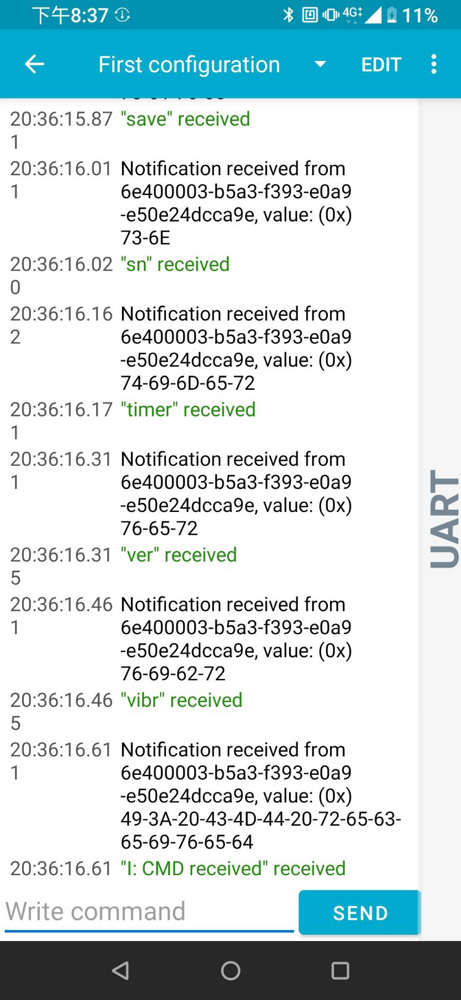 下午8:37
4G
11%
First configuration
EDIT
20:36:15.87
1
"save" received
20:36:16.01
1
Notification received from
6e400003-b5a3-f393-e0a9
-e50e24dcca9e, value: (0x)
73-6E
20:36:16.02
0
"sn" received
20:36:16.16
2
Notification received from
6e400003-b5a3-f393-e0a9
-e50e24dcca9e, value: (0x)
74-69-6D-65-72
20:36:16.17
1
"timer" received
20:36:16.31
1
Notification received from
6e400003-b5a3-f393-e0a9
-e50e24dcca9e, value: (0x)
76-65-72
20:36:16.31
5
"ver" received
20:36:16.46
1
Notification received from
6e400003-b5a3-f393-e0a9
-e50e24dcca9e, value: (0x)
76-69-62-72
20:36:16.46
5
"vibr" received
20:36:16.61
1
Notification received from
6e400003-b5a3-f393-e0a9
-e50e24dcca9e, value: (0x)
49-3A-20-43-4D-44-20-72-65-63-
65-69-76-65-64
20:36:16.61
"I: CMD received" received
UART
Write command
SEND